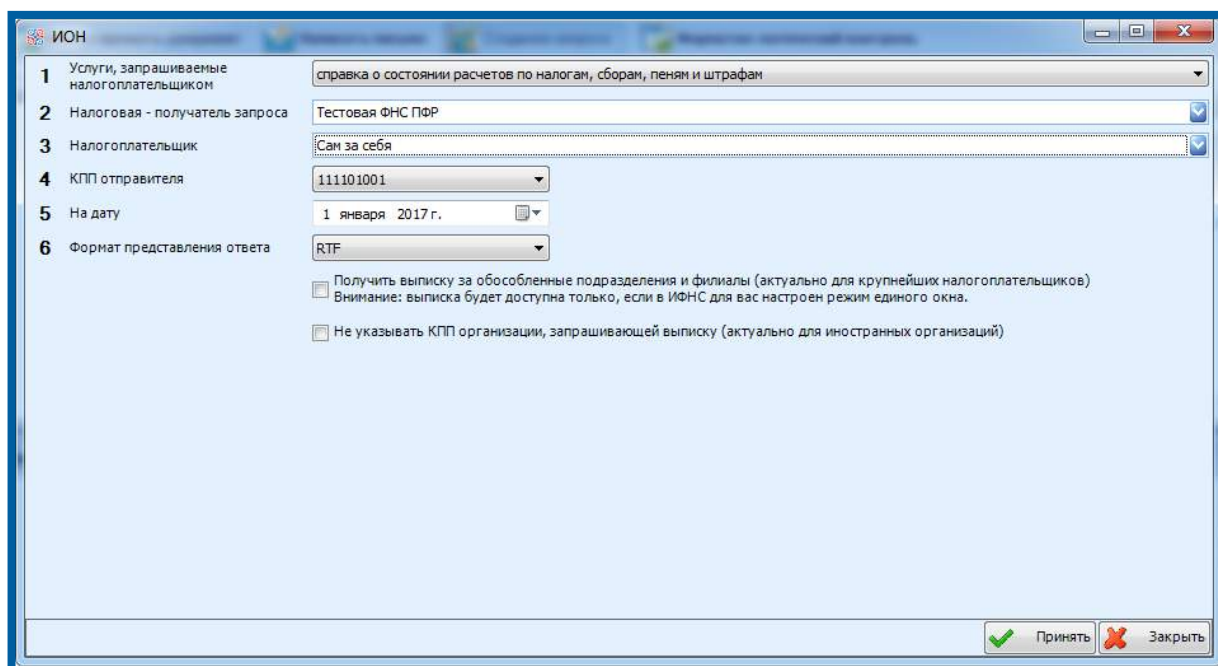 ИОН
1 Услуги, запрашиваемые
налогоплательщиком
справка о состоянии расчетов по налогам, сборам, пеням и штрафам
2 Налоговая - получатель запроса Тестовая ФНС ПФР
3 Налогоплательщик Сам за себя
4 КПП отправителя 111101001
5 На дату 1 января 2017 г.
6 Формат представления ответа RTF
Получить выписку за обособленные подразделения и филиалы (актуально для крупнейших налогоплательщиков)
Внимание: выписка будет доступна только, если в ИФНС для вас настроен режим единого окна.
Не указывать КПП организации, запрашивающей выписку (актуально для иностранных организаций)
Принять Закрыть